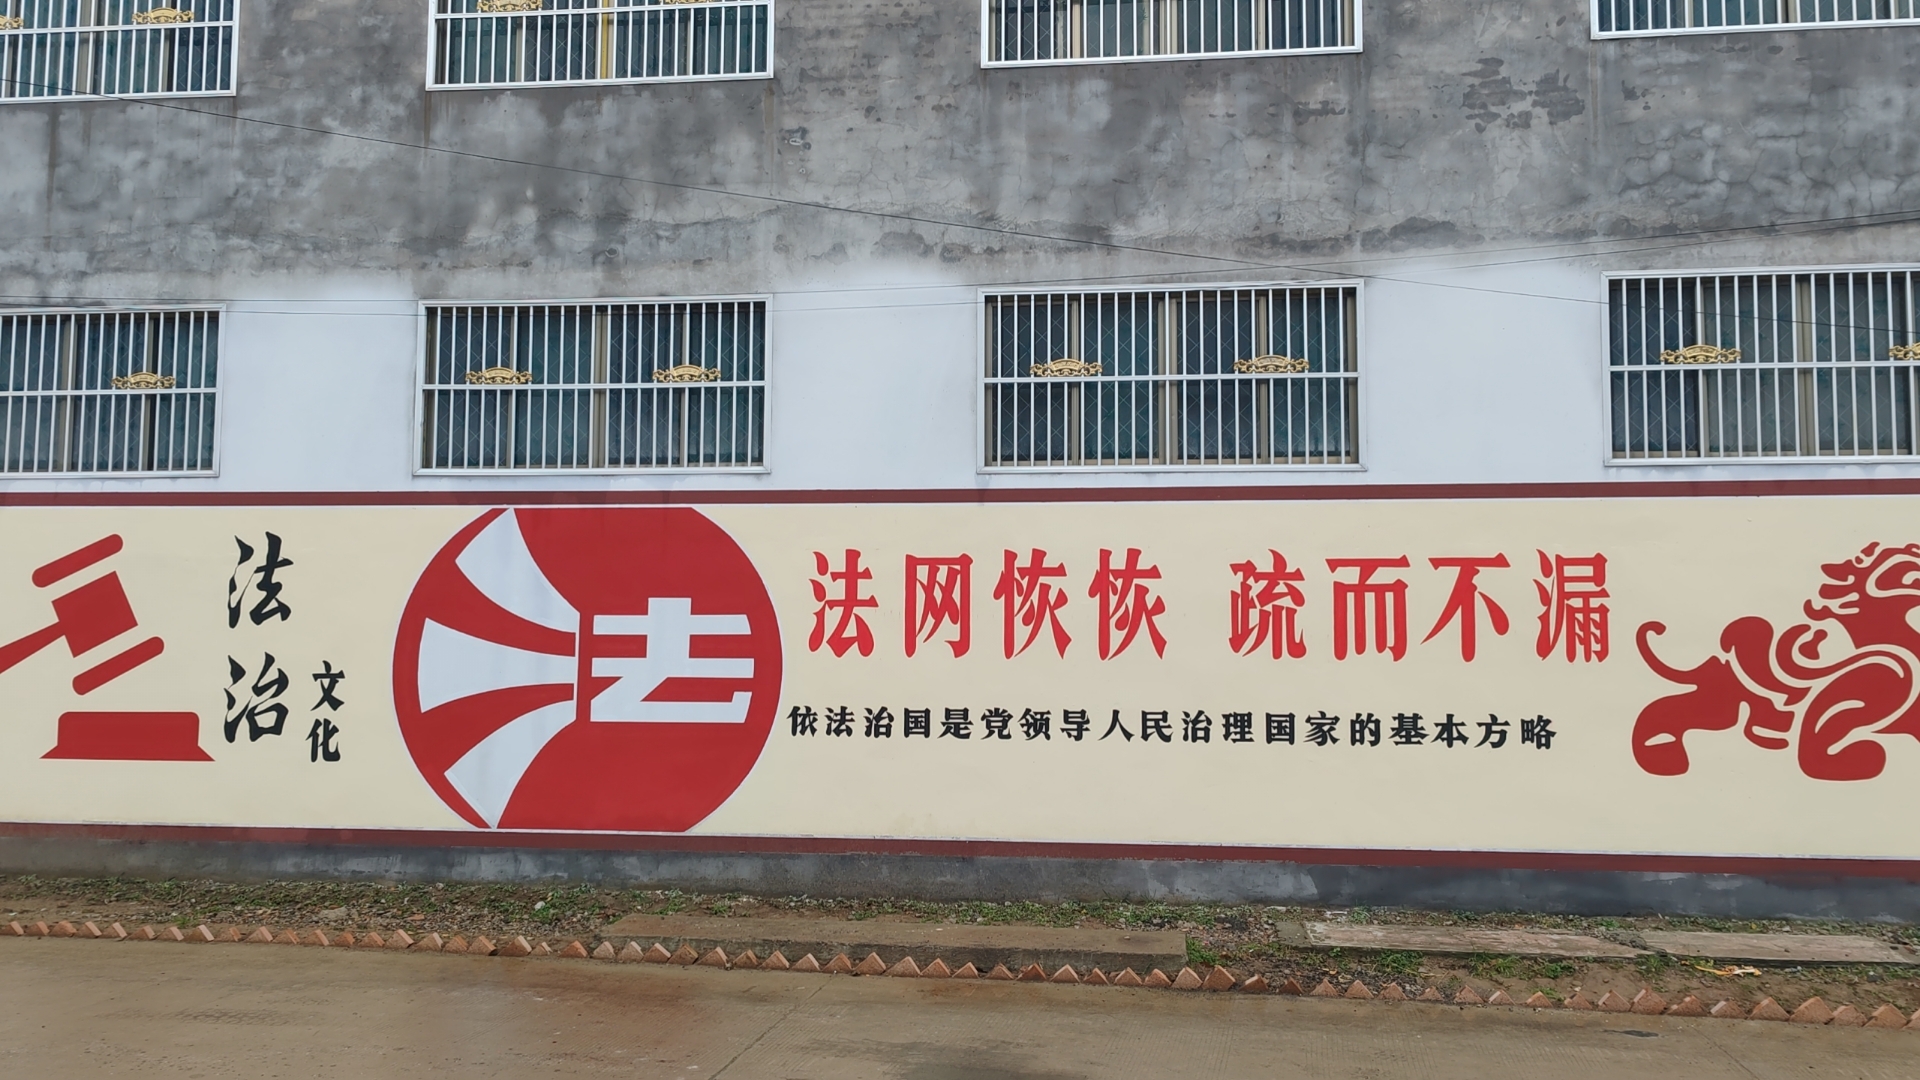 法治
文化
法
法网恢恢 疏而不漏
依法治国是党领导人民治理国家的基本方略